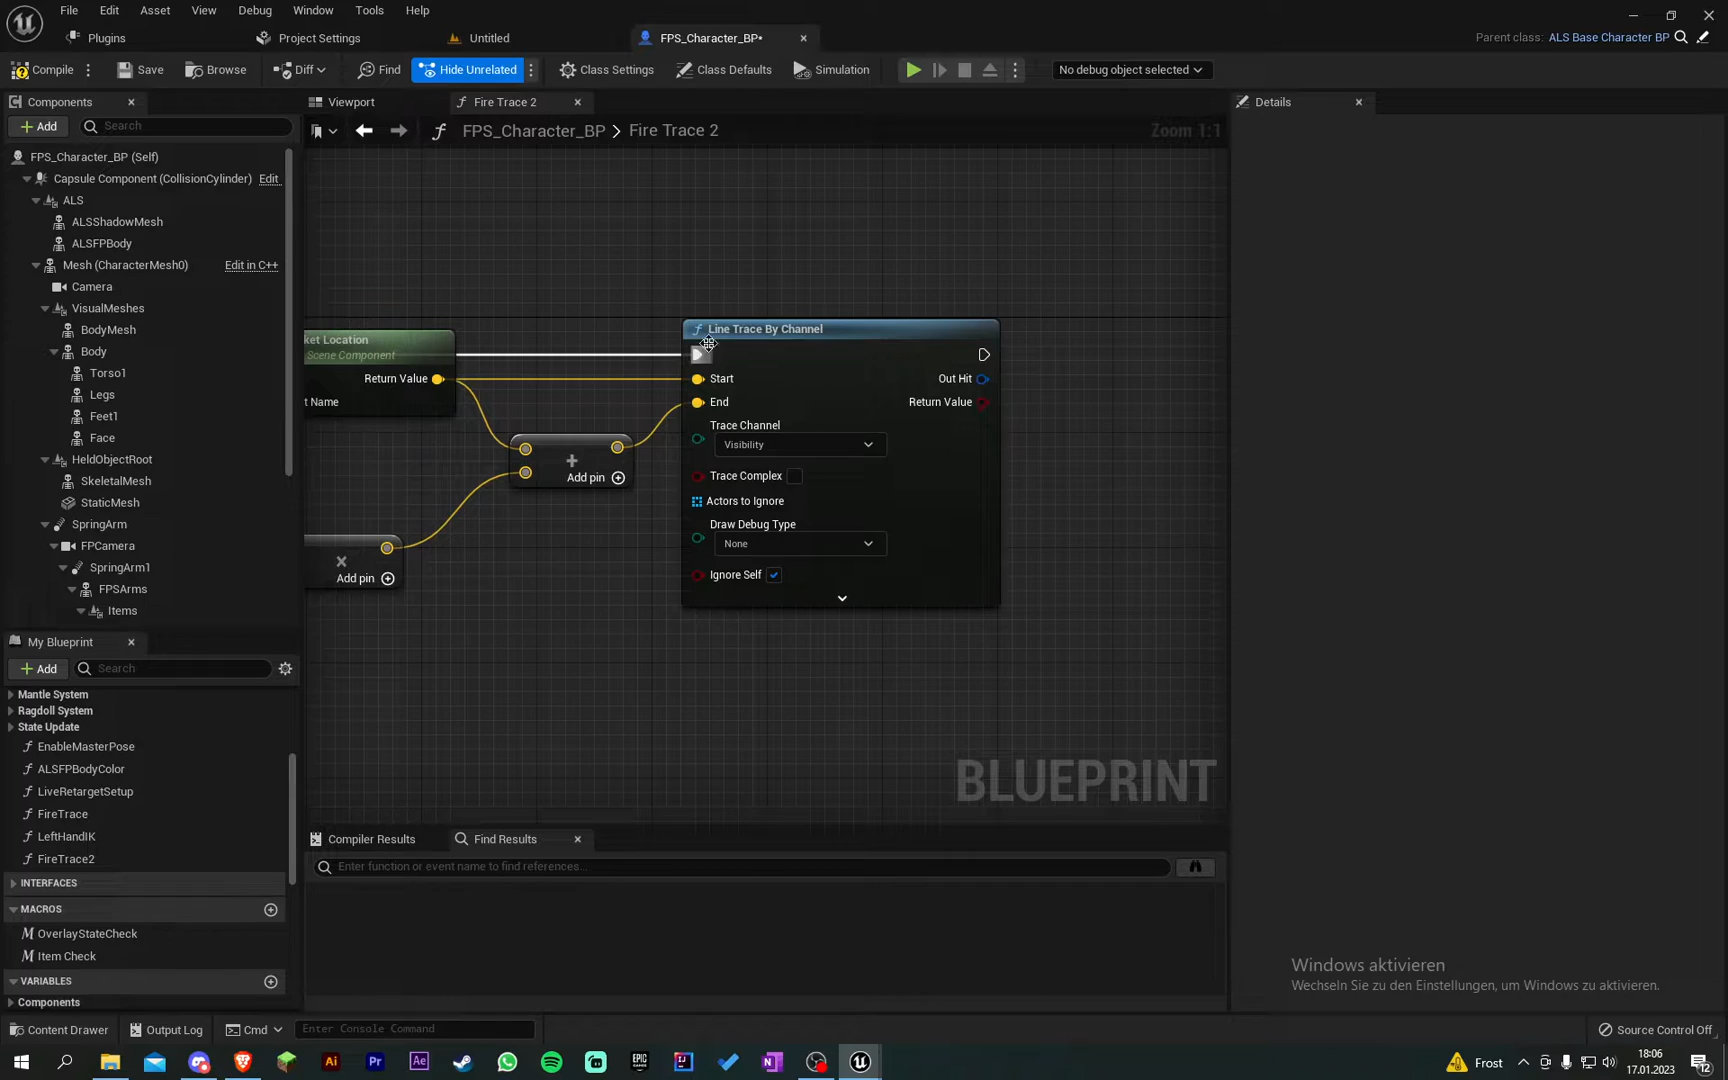 File Edit Asset View Debug Window Tools Help
Plugins Project Settings Untitled FPS_Character_BP• Parent class: ALS Base Character BP
Compile Save Browse Diff Find Hide Unrelated Class Settings Class Defaults Simulation No debug object selected
Components Viewport Fire Trace 2 Details
Add Search FPS_Character_BP > Fire Trace 2 Zoom 1:1
FPS_Character_BP (Self)
Capsule Component (CollisionCylinder) Edit
ALS
ALSShadowMesh
ALSFPBody
Mesh (CharacterMesh0) Edit in C++
Camera
VisualMeshes
BodyMesh
Body
Torso1
Legs
Feet1
Face
HeldObjectRoot
SkeletalMesh
StaticMesh
SpringArm
FPCamera
SpringArm1
FPSArms
Items
ket Location
Scene Component
Return Value
t Name
Add pin
Add pin
Line Trace By Channel
Start Out Hit
End Return Value
Trace Channel
Visibility
Trace Complex
Actors to Ignore
Draw Debug Type
None
Ignore Self
BLUEPRINT
My Blueprint
Add Search
Mantle System
Ragdoll System
State Update
EnableMasterPose
ALSFPBodyColor
LiveRetargetSetup
FireTrace
LeftHandIK
FireTrace2
INTERFACES
MACROS
OverlayStateCheck
Item Check
VARIABLES
Components
Compiler Results Find Results
Enter function or event name to find references...
Windows aktivieren
Wechseln Sie zu den Einstellungen, um Windows zu aktivieren.
Content Drawer Output Log Cmd Enter Console Command Source Control Off
Ai Pr Ae EPIC GAMES IJ N Frost 18:06
17.01.2023 12